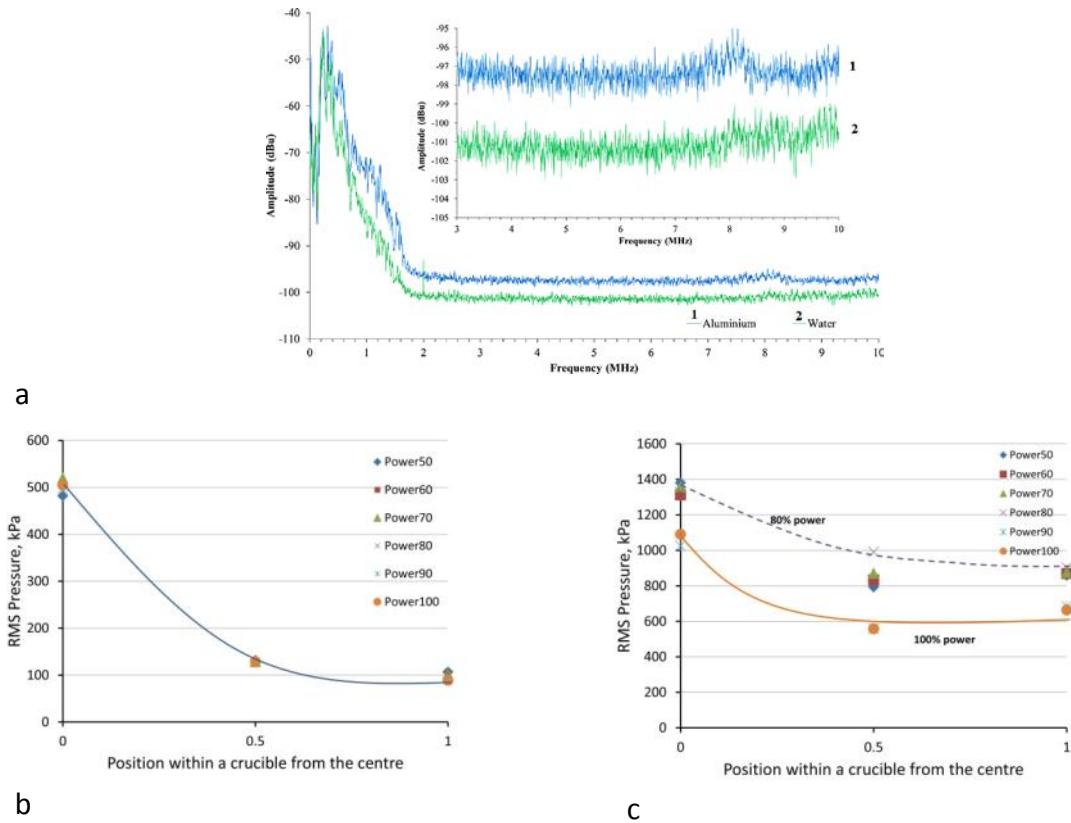 -40
-50
-60
-70
-80
-90
-100
-110
Amplitude (dBu)
0 1 2 3 4 5 6 7 8 9 10
Frequency (MHz)
1 Aluminium 2 Water
-95
-96
-97
-98
-99
-100
-101
-102
-103
-104
-105
Amplitude (dBu)
1
2
3 4 5 6 7 8 9 10
Frequency (MHz)
a
600
500
400
300
200
100
0
RMS Pressure, kPa
Power50
Power60
Power70
Power80
Power90
Power100
0 0.5 1
Position within a crucible from the centre
b
1600
1400
1200
1000
800
600
400
200
0
RMS Pressure, kPa
Power50
Power60
Power70
Power80
Power90
Power100
80% power
100% power
0 0.5 1
Position within a crucible from the centre
c